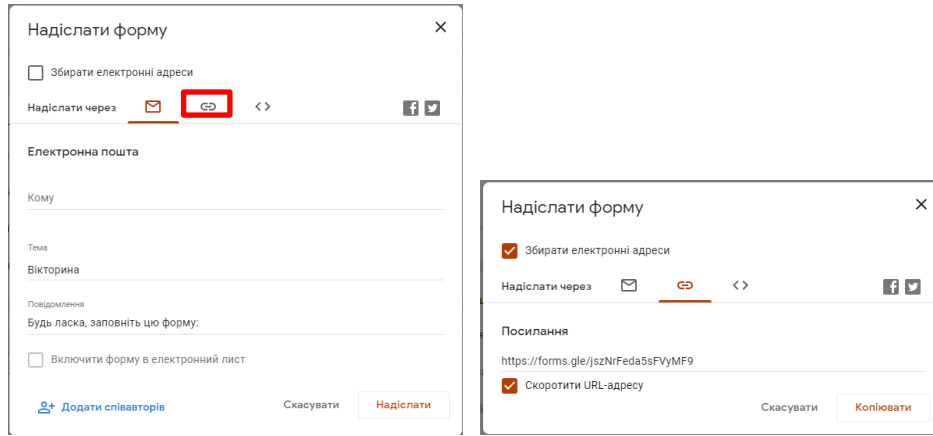 Надіслати форму
Збирати електронні адреси
Надіслати через
Електронна пошта
Кому
Тема
Вікторина
Повідомлення
Будь ласка, заповніть цю форму:
Включити форму в електронний лист
Додати співавторів
Скасувати
Надіслати
Надіслати форму
Збирати електронні адреси
Надіслати через
Посилання
https://forms.gle/jszNrFeda5sFVyMF9
Скоротити URL-адресу
Скасувати
Копіювати